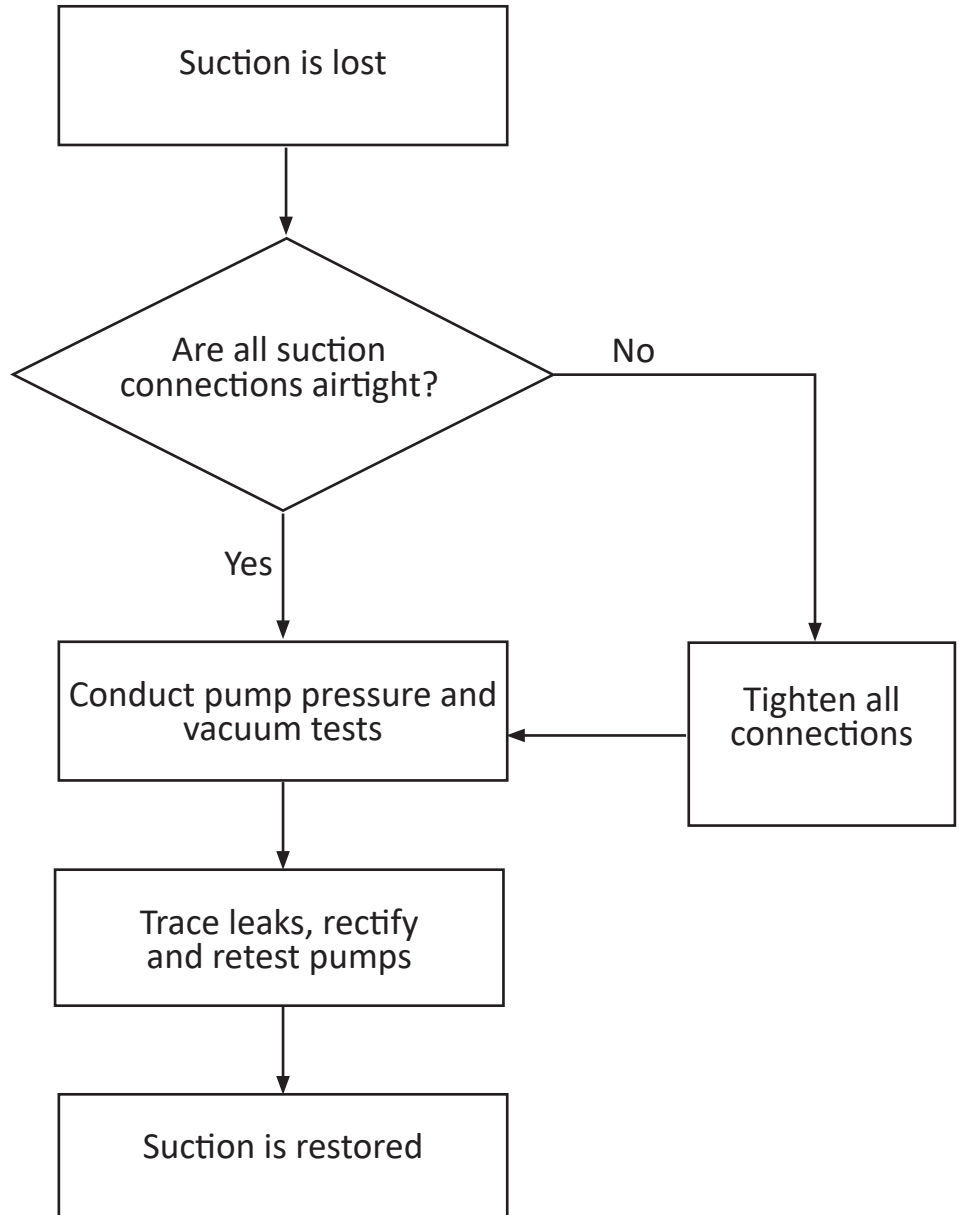 Suction is lost
Are all suction
connections airtight?
No
Yes
Conduct pump pressure and
vacuum tests
Tighten all
connections
Trace leaks, rectify
and retest pumps
Suction is restored